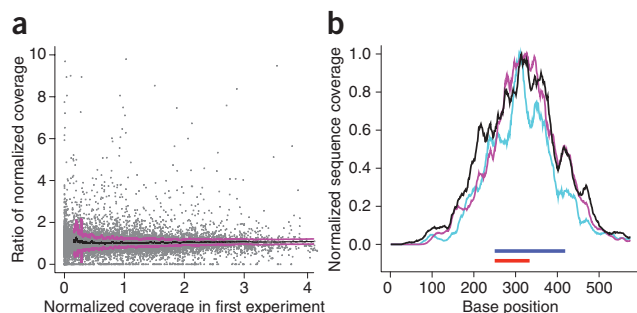 a
Ratio of normalized coverage
10
8
6
4
2
0
0 1 2 3 4
Normalized coverage in first experiment
b
Normalized sequence coverage
1.0
0.8
0.6
0.4
0.2
0.0
0 100 200 300 400 500
Base position